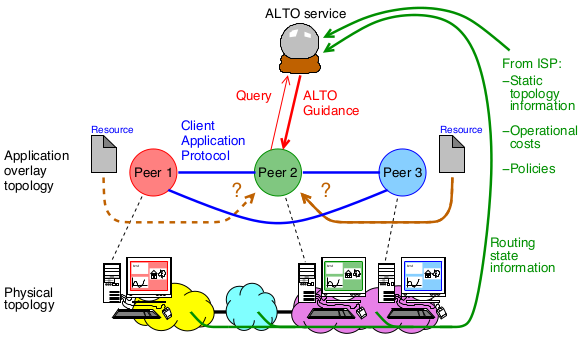 ALTO service
From ISP:
–Static
topology
information
–Operational
costs
–Policies
Query
ALTO
Guidance
Resource
Client
Application
Protocol
Resource
Application
overlay
topology
Peer 1
Peer 2
Peer 3
?
?
Routing
state
information
Physical
topology